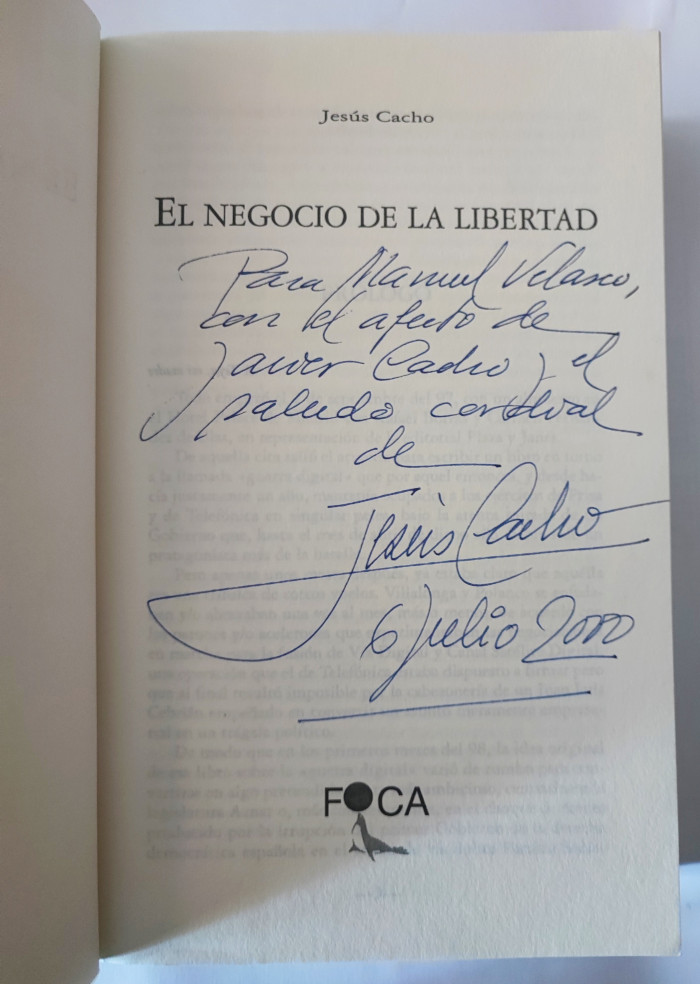 Jesús Cacho
EL NEGOCIO DE LA LIBERTAD
Para Manuel Velasco,
con el afecto de
Javier Cacho y el
saludo cordial
de
Jesús Cacho
6 Julio 2000
FOCA